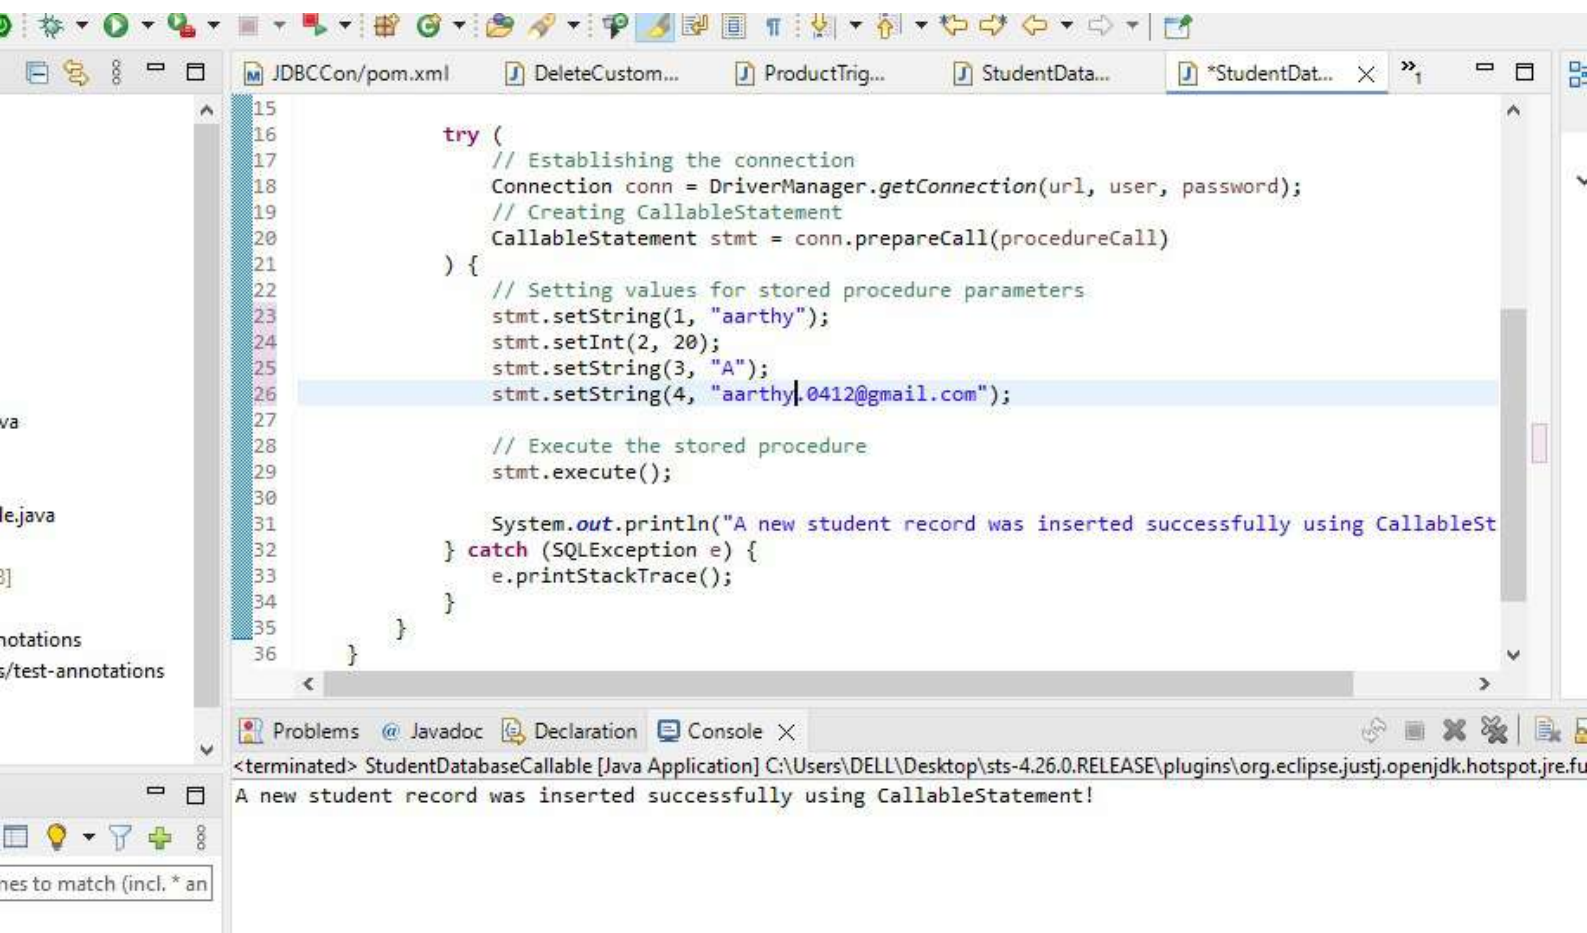 JDBCCon/pom.xml DeleteCustom... ProductTrig... StudentData... *StudentDat... »1
15
16 try (
17 // Establishing the connection
18 Connection conn = DriverManager.getConnection(url, user, password);
19 // Creating CallableStatement
20 CallableStatement stmt = conn.prepareCall(procedureCall)
21 ) {
22 // Setting values for stored procedure parameters
23 stmt.setString(1, "aarthy");
24 stmt.setInt(2, 20);
25 stmt.setString(3, "A");
26 stmt.setString(4, "aarthy.0412@gmail.com");
27
28 // Execute the stored procedure
29 stmt.execute();
30
31 System.out.println("A new student record was inserted successfully using CallableSt
32 } catch (SQLException e) {
33 e.printStackTrace();
34 }
35 }
36 }
va
le.java
3]
notations
s/test-annotations
Problems @ Javadoc Declaration Console
<terminated> StudentDatabaseCallable [Java Application] C:\Users\DELL\Desktop\sts-4.26.0.RELEASE\plugins\org.eclipse.justj.openjdk.hotspot.jre.fu
A new student record was inserted successfully using CallableStatement!
nes to match (incl. * an